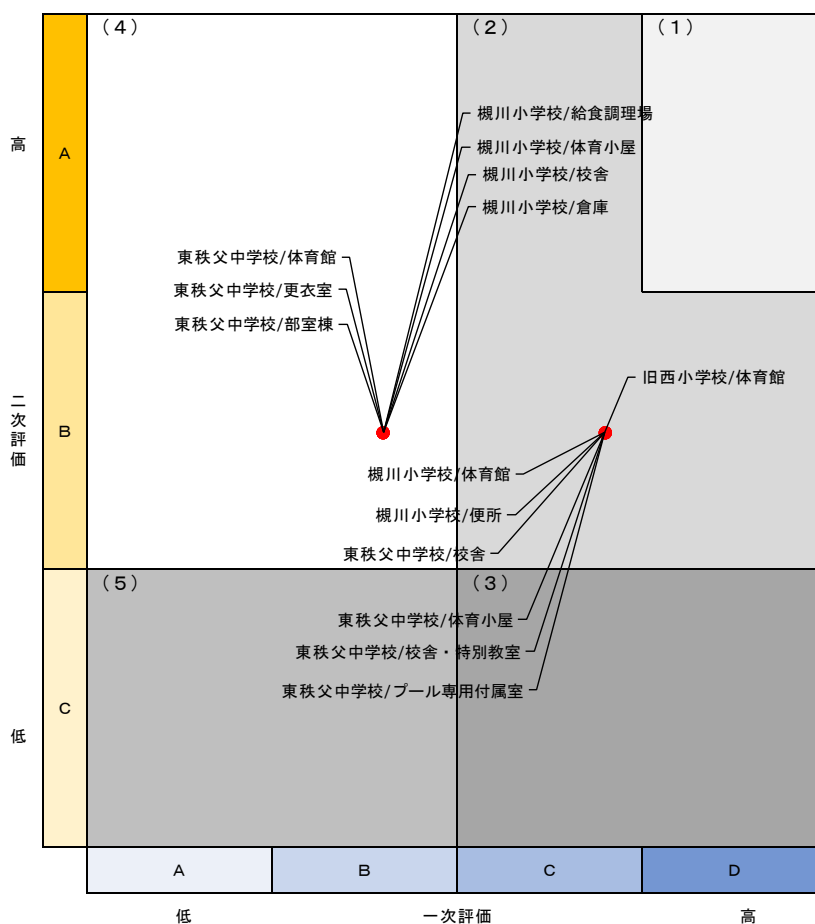 （４）
（２）
（１）
槻川小学校/給食調理場
高
槻川小学校/体育小屋
A
槻川小学校/校舎
槻川小学校/倉庫
東秩父中学校/体育館
東秩父中学校/更衣室
東秩父中学校/部室棟
旧西小学校/体育館
二次評価
B
槻川小学校/体育館
槻川小学校/便所
東秩父中学校/校舎
（５）
（３）
東秩父中学校/体育小屋
東秩父中学校/校舎・特別教室
東秩父中学校/プール専用付属室
C
低
A
B
C
D
低
一次評価
高